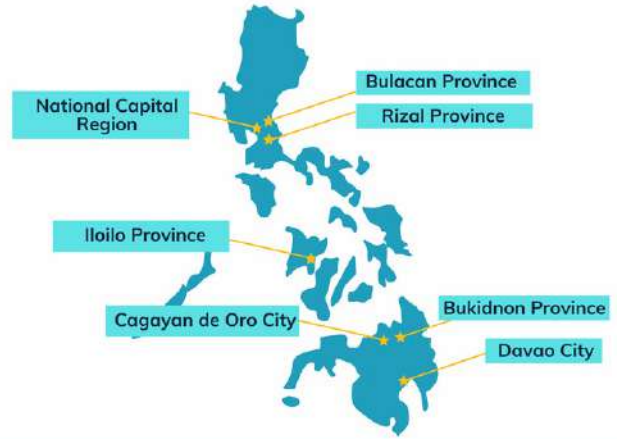 Bulacan Province
National Capital
Region
Rizal Province
Iloilo Province
Cagayan de Oro City
Bukidnon Province
Davao City